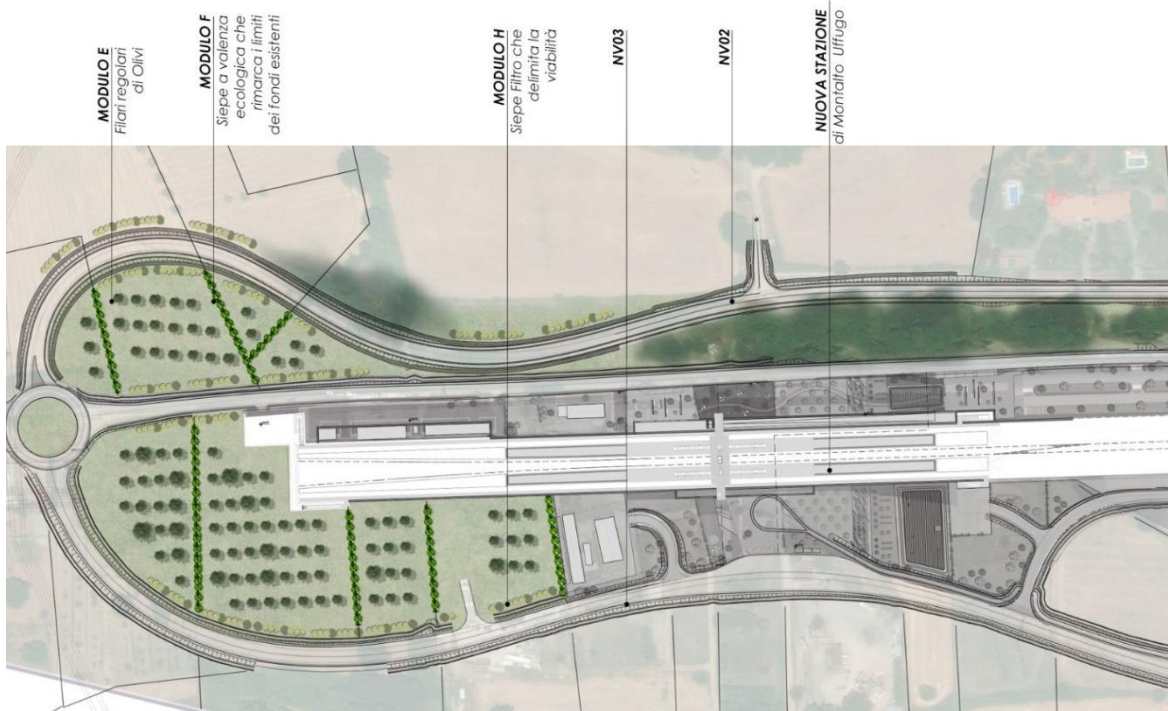 MODULO E
Filari regolari
di Olivi
MODULO F
Siepe a valenza
ecologica che
rimarca i limiti
dei fondi esistenti
MODULO H
Siepe Filtro che
delimita la
viabilità
NV03
NV02
NUOVA STAZIONE
di Montalto Uffugo